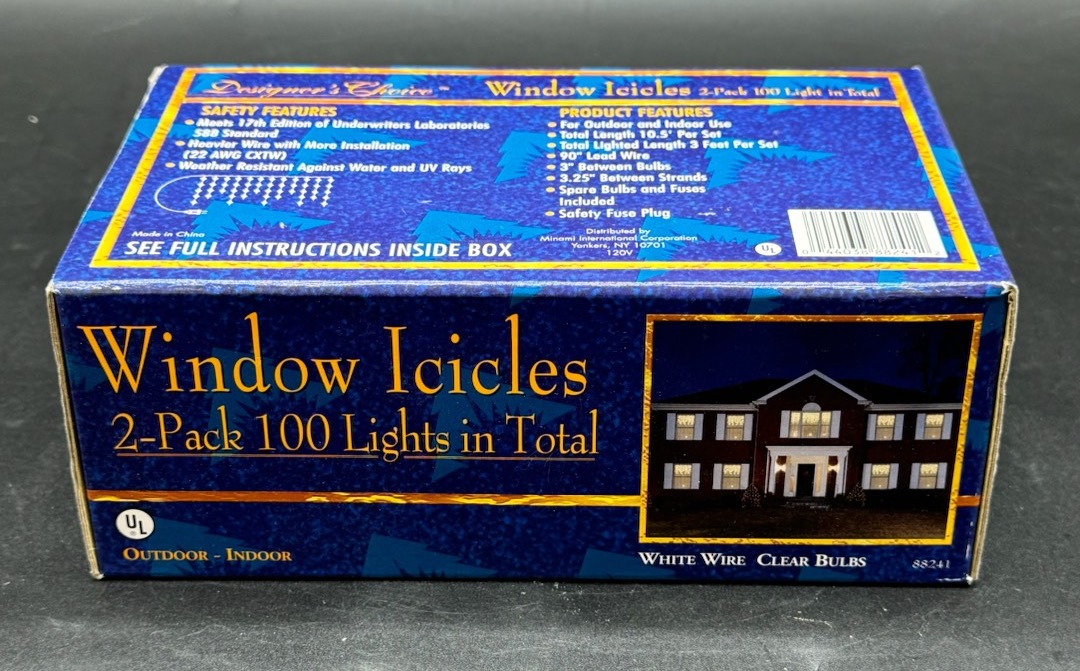 Designer's Choice™ Window Icicles 2-Pack 100 Light in Total
SAFETY FEATURES
• Meets 17th Edition of Underwriters Laboratories
588 Standard
• Heavier Wire with More Installation
(22 AWG CXTW)
• Weather Resistant Against Water and UV Rays
Made in China
SEE FULL INSTRUCTIONS INSIDE BOX
PRODUCT FEATURES
• For Outdoor and Indoor Use
• Total Length 10.5' Per Set
• Total Lighted Length 3 Feet Per Set
• 90" Lead Wire
• 3" Between Bulbs
• 3.25" Between Strands
• Spare Bulbs and Fuses
Included
• Safety Fuse Plug
Distributed by
Minami International Corporation
Yonkers, NY 10701
120V
UL
Window Icicles
2-Pack 100 Lights in Total
UL
OUTDOOR - INDOOR
WHITE WIRE CLEAR BULBS
88241